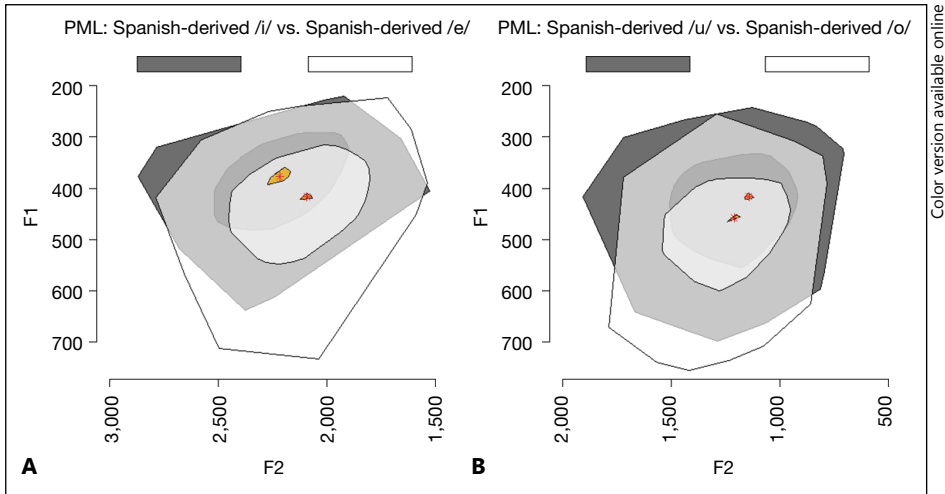 PML: Spanish-derived /i/ vs. Spanish-derived /e/
200
300
400
500
600
700
F1
3,000
2,500
2,000
1,500
F2
A
PML: Spanish-derived /u/ vs. Spanish-derived /o/
200
300
400
500
600
700
F1
2,000
1,500
1,000
500
F2
B
Color version available online